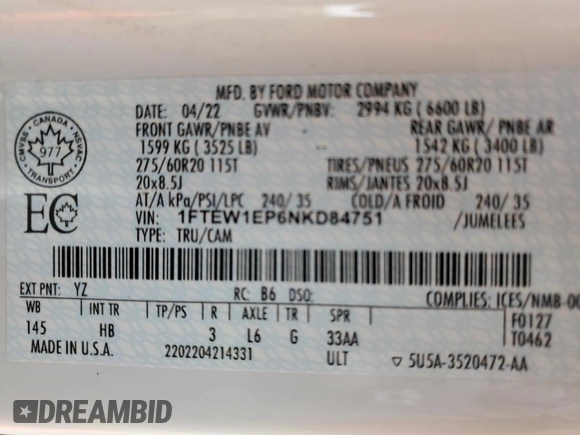 MFD. BY FORD MOTOR COMPANY
DATE: 04/22 GVWR/PNBV: 2994 KG ( 6600 LB)
FRONT GAWR/PNBE AV REAR GAWR/ PNBE AR
1599 KG ( 3525 LB) 1542 KG ( 3400 LB)
275/60R20 115T TIRES/PNEUS 275/60R20 115T
20x8.5J RIMS/JANTES 20x8.5J
AT/A kPa/PSI/LPC 240/ 35 COLD/A FROID 240/ 35
VIN: 1FTEW1EP6NKD84751 /JUMELEES
TYPE: TRU/CAM
CANADA
CMVSS NSVAC
977
TRANSPORT
EC
EXT PNT: YZ RC: B6 DSO: COMPLIES: ICES/NMB-00
WB INT TR TP/PS R AXLE TR SPR F0127
145 HB 3 L6 G 33AA T0462
MADE IN U.S.A. 2202204214331 ULT ▽ 5U5A-3520472-AA
DREAMBID